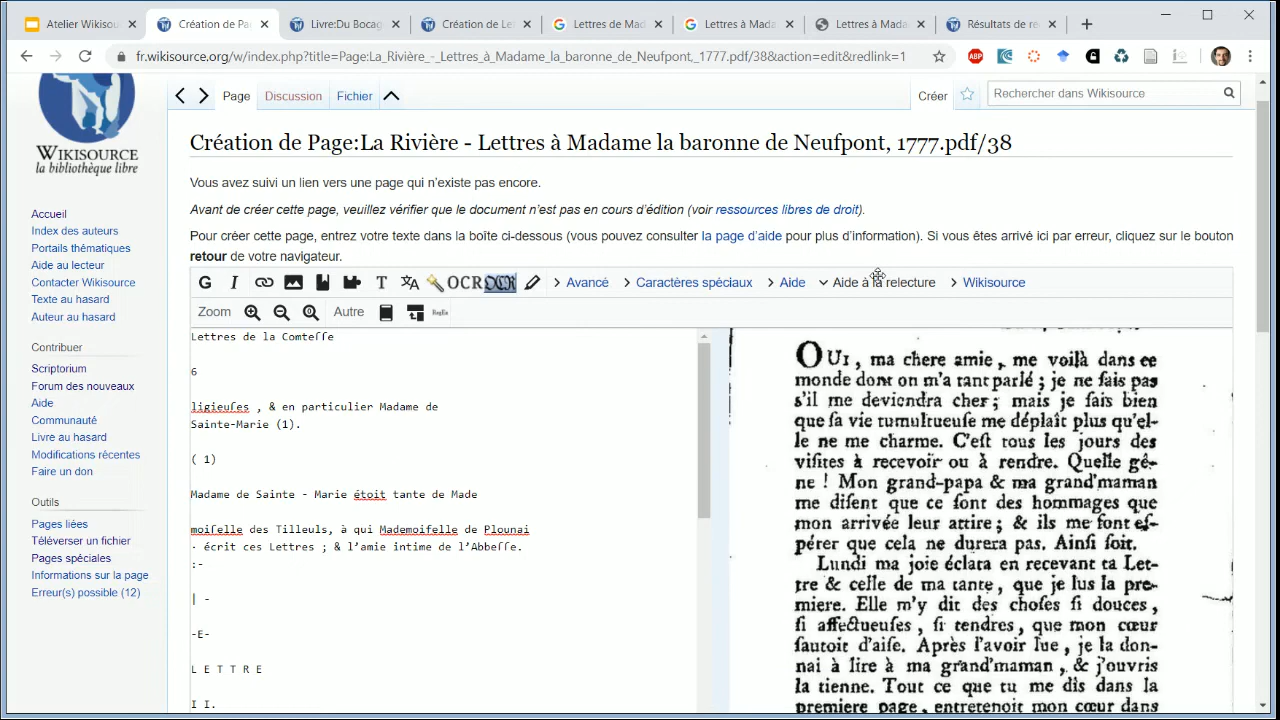 Atelier Wikisou
Création de Pa
Livre:Du Bocag
Création de Le
Lettres de Mad
Lettres à Mada
Lettres à Mada
Résultats de re
fr.wikisource.org/w/index.php?title=Page:La_Rivière_-_Lettres_à_Madame_la_baronne_de_Neufpont,_1777.pdf/38&action=edit&redlink=1
ABP
WIKISOURCE
la bibliothèque libre
Accueil
Index des auteurs
Portails thématiques
Aide au lecteur
Contacter Wikisource
Texte au hasard
Auteur au hasard
Contribuer
Scriptorium
Forum des nouveaux
Aide
Communauté
Livre au hasard
Modifications récentes
Faire un don
Outils
Pages liées
Téléverser un fichier
Pages spéciales
Informations sur la page
Erreur(s) possible (12)
Page Discussion Fichier
Créer
Rechercher dans Wikisource
Création de Page:La Rivière - Lettres à Madame la baronne de Neufpont, 1777.pdf/38
Vous avez suivi un lien vers une page qui n'existe pas encore.
Avant de créer cette page, veuillez vérifier que le document n'est pas en cours d'édition (voir ressources libres de droit).
Pour créer cette page, entrez votre texte dans la boîte ci-dessous (vous pouvez consulter la page d'aide pour plus d'information). Si vous êtes arrivé ici par erreur, cliquez sur le bouton
retour de votre navigateur.
G I T OCR OCR Avancé Caractères spéciaux Aide Aide à la relecture Wikisource
Zoom Autre
Lettres de la Comteſſe
6
ligieuſes , & en particulier Madame de
Sainte-Marie (1).
( 1)
Madame de Sainte - Marie étoit tante de Made
moiſelle des Tilleuls, à qui Mademoiſelle de Plounai
· écrit ces Lettres ; & l'amie intime de l'Abbeſſe.
:-
| -
-E-
L E T T R E
I I.
OUI, ma chere amie, me voilà dans ce
monde dont on m'a tant parlé ; je ne ſais pas
s'il me deviendra cher ; mais je ſais bien
que ſa vie tumultueuſe me déplaît plus qu'el-
le ne me charme. C'eſt tous les jours des
viſites à recevoir ou à rendre. Quelle gê-
ne ! Mon grand-papa & ma grand'maman
me diſent que ce ſont des hommages que
mon arrivée leur attire ; & ils me font eſ-
pérer que cela ne durera pas. Ainſi ſoit.
Lundi ma joie éclata en recevant ta Let-
tre & celle de ma tante, que je lus la pre-
miere. Elle m'y dit des choſes ſi douces,
ſi affectueuſes, ſi tendres, que mon cœur
ſautoit d'aiſe. Après l'avoir lue, je la don-
nai à lire à ma grand'maman, & j'ouvris
la tienne. Tout ce que tu me dis dans la
premiere page, entretenoit mon cœur dans